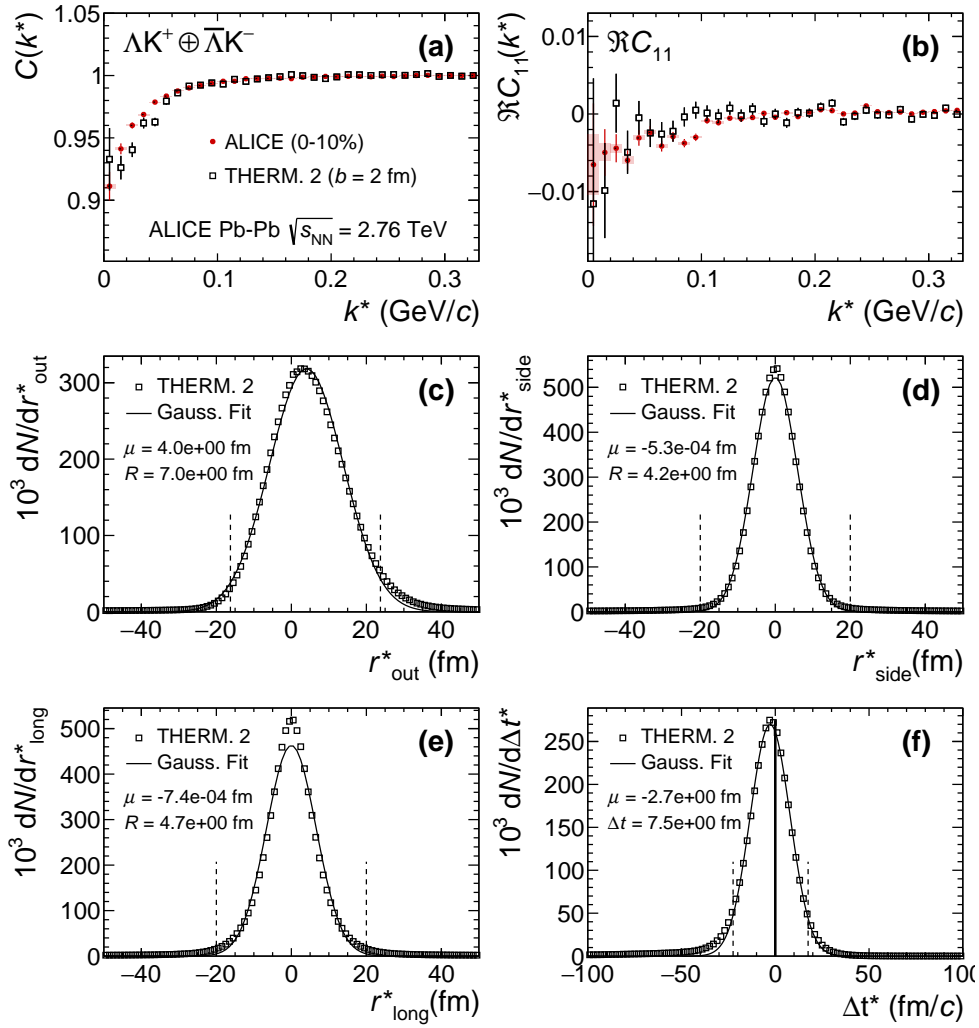 C(k*)
ΛK⁺ ⊕ Λ̄K⁻
(a)
1.05
1
0.95
0.9
ALICE (0-10%)
THERM. 2 (b = 2 fm)
ALICE Pb-Pb √sNN = 2.76 TeV
0 0.1 0.2 0.3
k* (GeV/c)
ℜC₁₁(k*)
ℜC₁₁
(b)
0.01
0
−0.01
0 0.1 0.2 0.3
k* (GeV/c)
10³ dN/dr*out
(c)
300
200
100
0
THERM. 2
Gauss. Fit
μ = 4.0e+00 fm
R = 7.0e+00 fm
−40 −20 0 20 40
r*out (fm)
10³ dN/dr*side
(d)
500
400
300
200
100
0
THERM. 2
Gauss. Fit
μ = -5.3e-04 fm
R = 4.2e+00 fm
−40 −20 0 20 40
r*side(fm)
10³ dN/dr*long
(e)
500
400
300
200
100
0
THERM. 2
Gauss. Fit
μ = -7.4e-04 fm
R = 4.7e+00 fm
−40 −20 0 20 40
r*long(fm)
10³ dN/dΔt*
(f)
250
200
150
100
50
0
THERM. 2
Gauss. Fit
μ = -2.7e+00 fm
Δt = 7.5e+00 fm
−100 −50 0 50 100
Δt* (fm/c)